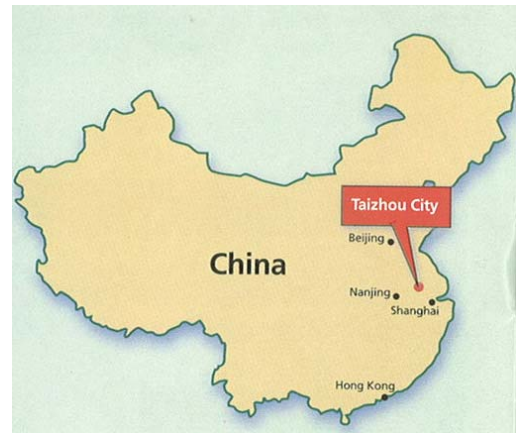 Taizhou City
Beijing
China
Nanjing
Shanghai
Hong Kong